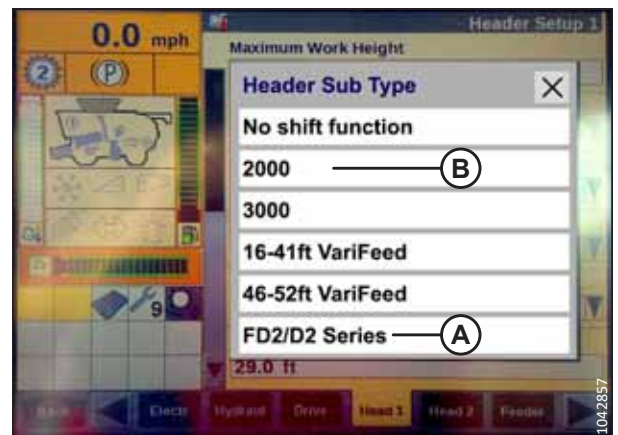 0.0 mph
Header Setup 1
Maximum Work Height
2
P
Header Sub Type
No shift function
2000
B
3000
16-41ft VariFeed
46-52ft VariFeed
9
FD2/D2 Series
A
29.0 ft
Back
Electr
Hydraul
Drive
Head 1
Head 2
Feeder
1042857